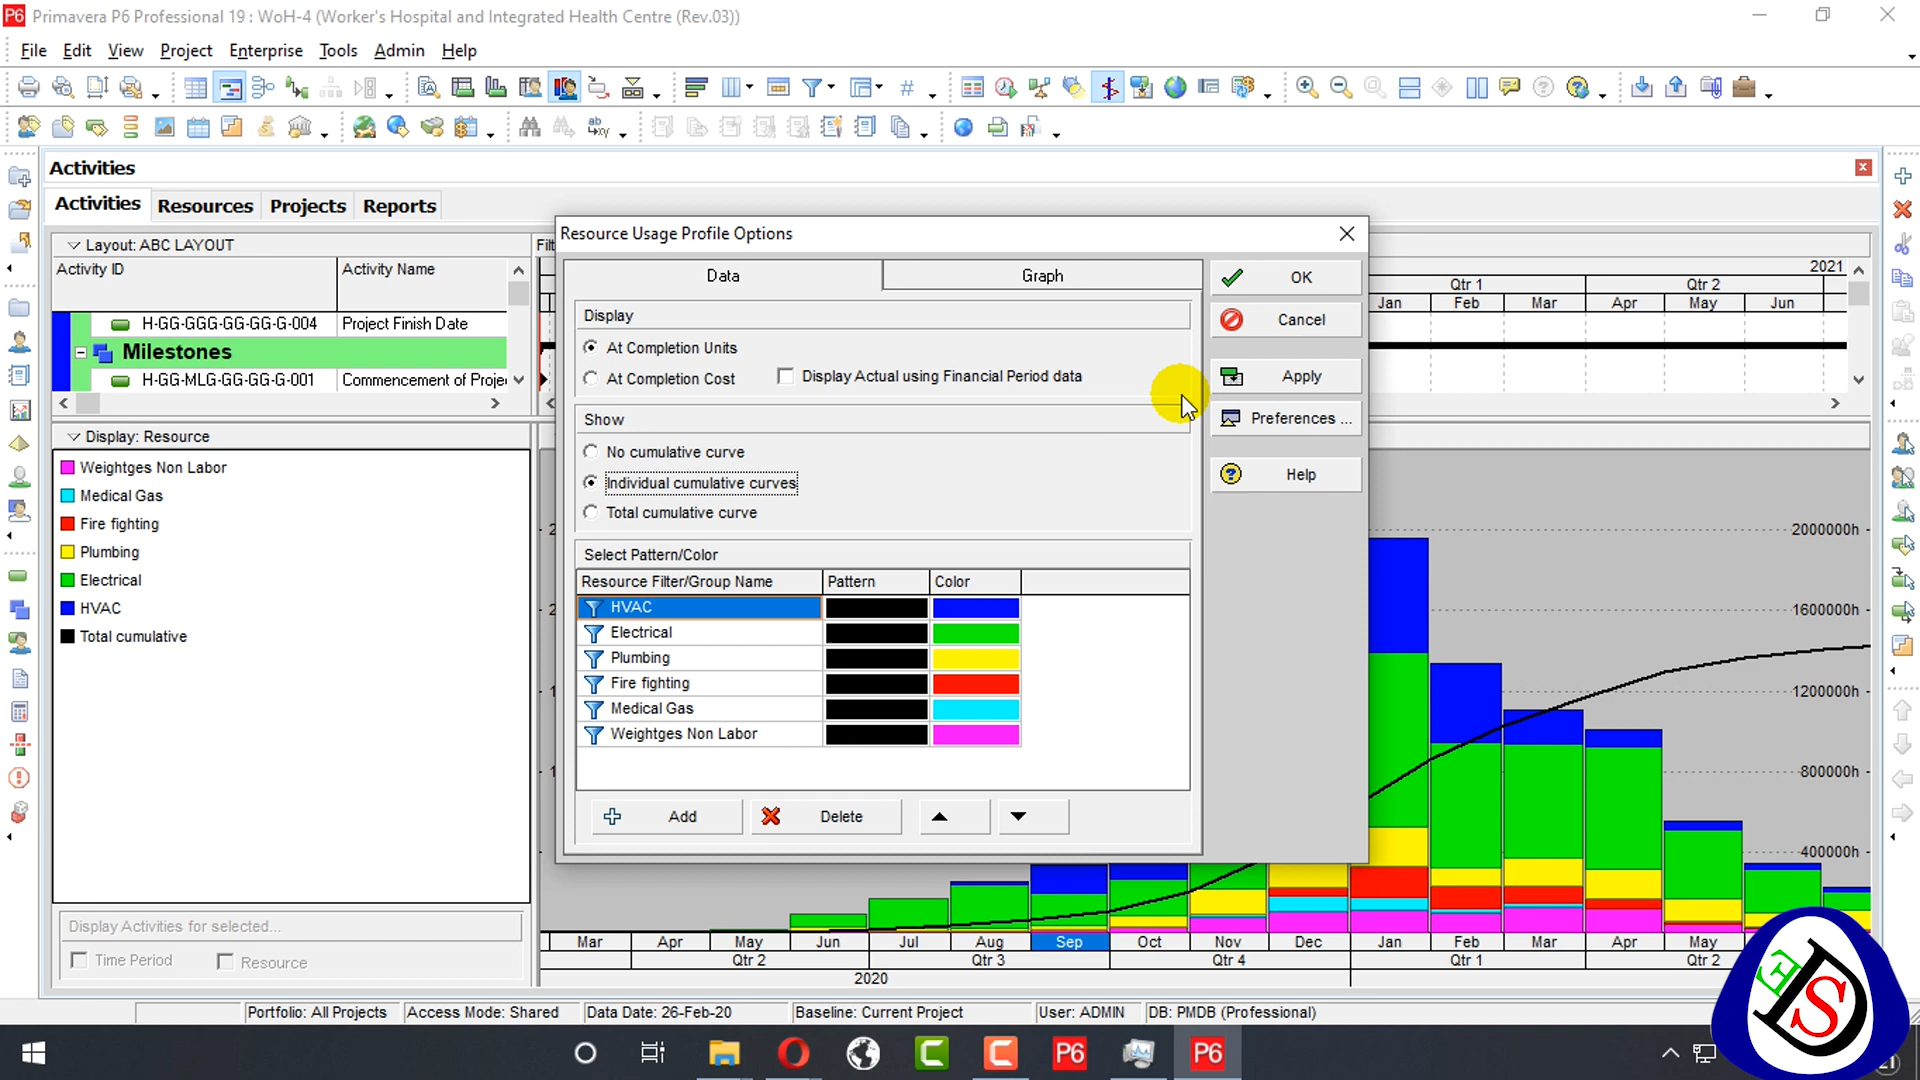 Primavera P6 Professional 19 : WoH-4 (Worker's Hospital and Integrated Health Centre (Rev.03))
File Edit View Project Enterprise Tools Admin Help
Activities
Activities Resources Projects Reports
Layout: ABC LAYOUT
Activity ID Activity Name
H-GG-GGG-GG-GG-G-004 Project Finish Date
Milestones
H-GG-MLG-GG-GG-G-001 Commencement of Proje
Display: Resource
Weightges Non Labor
Medical Gas
Fire fighting
Plumbing
Electrical
HVAC
Total cumulative
Display Activities for selected...
Time Period Resource
Resource Usage Profile Options
Data Graph
Display
At Completion Units
At Completion Cost Display Actual using Financial Period data
Show
No cumulative curve
Individual cumulative curves
Total cumulative curve
Select Pattern/Color
Resource Filter/Group Name Pattern Color
HVAC
Electrical
Plumbing
Fire fighting
Medical Gas
Weightges Non Labor
Add Delete
OK
Cancel
Apply
Preferences ...
Help
2021
Qtr 1 Qtr 2
Jan Feb Mar Apr May Jun
2000000h
1600000h
1200000h
800000h
400000h
Mar Apr May Jun Jul Aug Sep Oct Nov Dec Jan Feb Mar Apr May
Qtr 2 Qtr 3 Qtr 4 Qtr 1 Qtr 2
2020
Portfolio: All Projects Access Mode: Shared Data Date: 26-Feb-20 Baseline: Current Project User: ADMIN DB: PMDB (Professional)